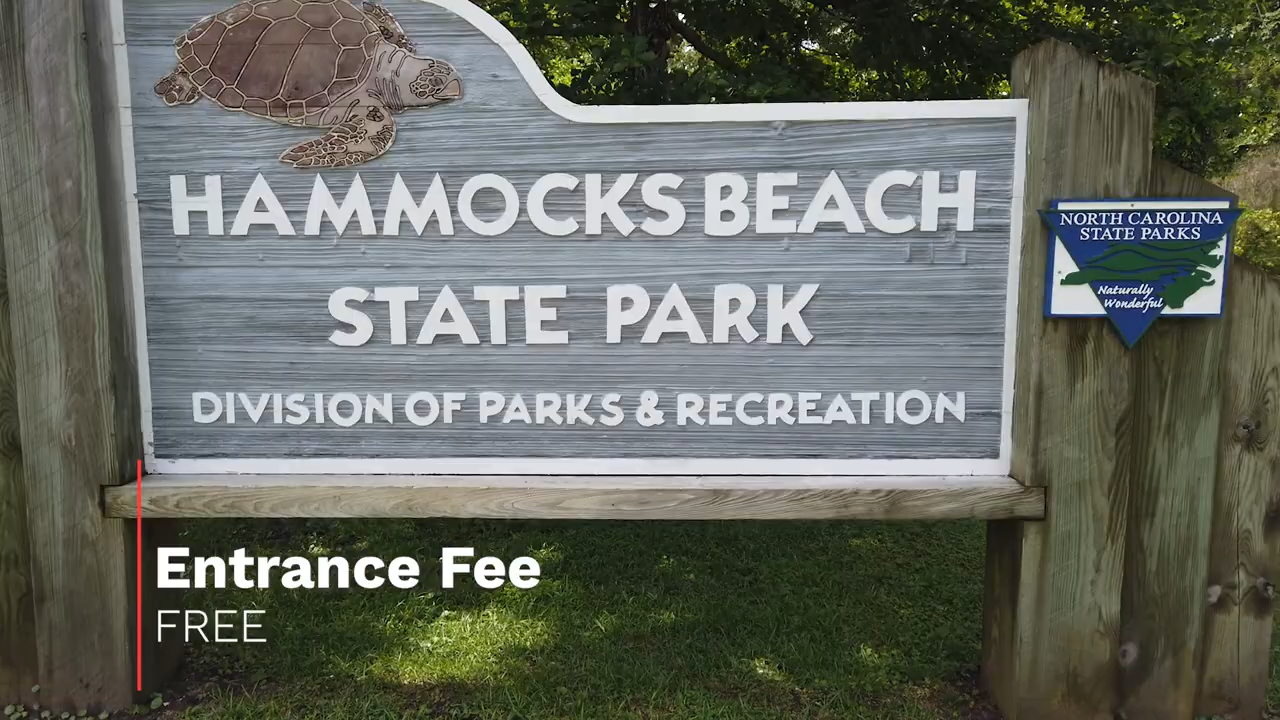 HAMMOCKS BEACH
STATE PARK
DIVISION OF PARKS & RECREATION
NORTH CAROLINA
STATE PARKS
Naturally
Wonderful
Entrance Fee
FREE